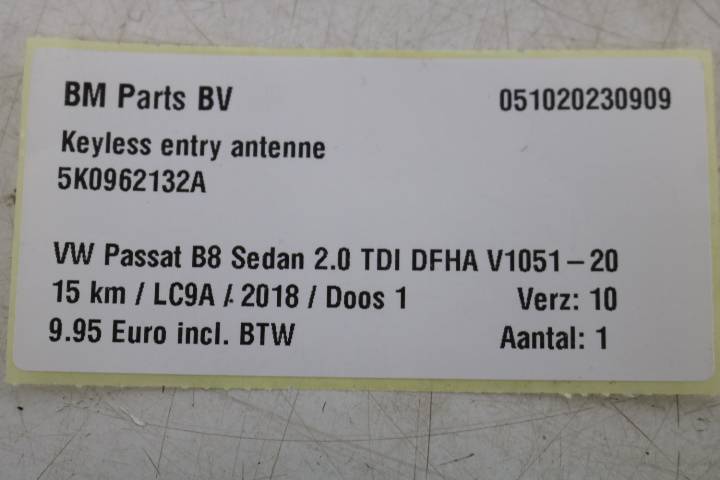 BM Parts BV 051020230909
Keyless entry antenne
5K0962132A
VW Passat B8 Sedan 2.0 TDI DFHA V1051-20
15 km / LC9A / 2018 / Doos 1 Verz: 10
9.95 Euro incl. BTW Aantal: 1